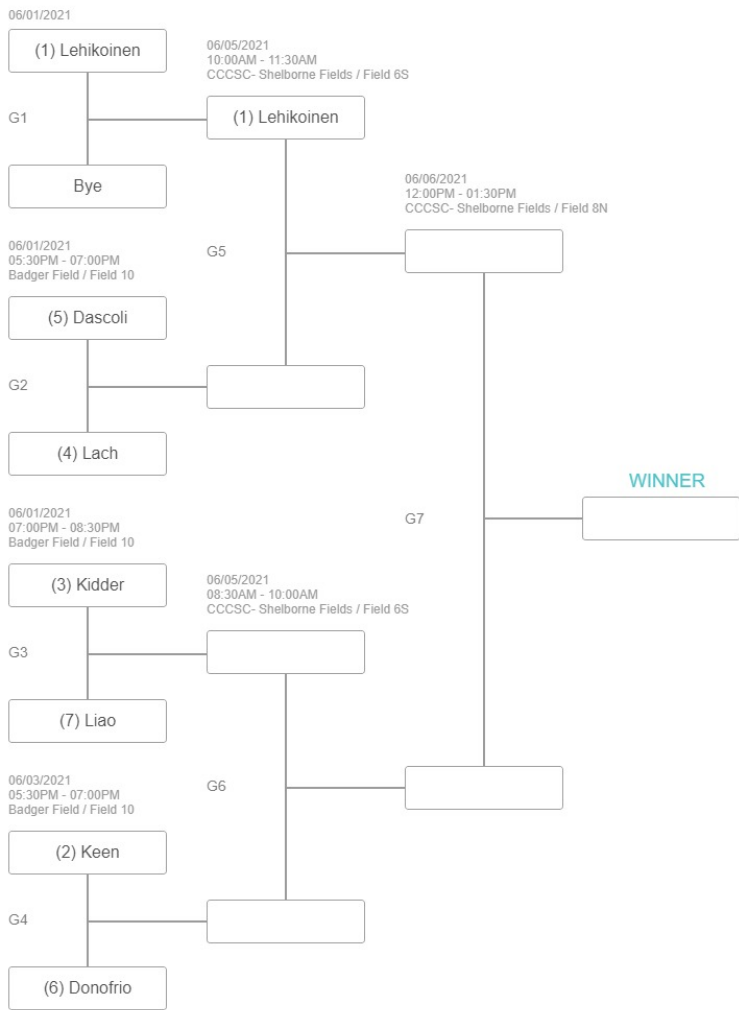 06/01/2021
(1) Lehikoinen
G1
Bye
06/01/2021
05:30PM - 07:00PM
Badger Field / Field 10
(5) Dascoli
G2
(4) Lach
06/01/2021
07:00PM - 08:30PM
Badger Field / Field 10
(3) Kidder
G3
(7) Liao
06/03/2021
05:30PM - 07:00PM
Badger Field / Field 10
(2) Keen
G4
(6) Donofrio
06/05/2021
10:00AM - 11:30AM
CCCSC- Shelborne Fields / Field 6S
(1) Lehikoinen
G5
06/05/2021
08:30AM - 10:00AM
CCCSC- Shelborne Fields / Field 6S
G6
06/06/2021
12:00PM - 01:30PM
CCCSC- Shelborne Fields / Field 8N
G7
WINNER